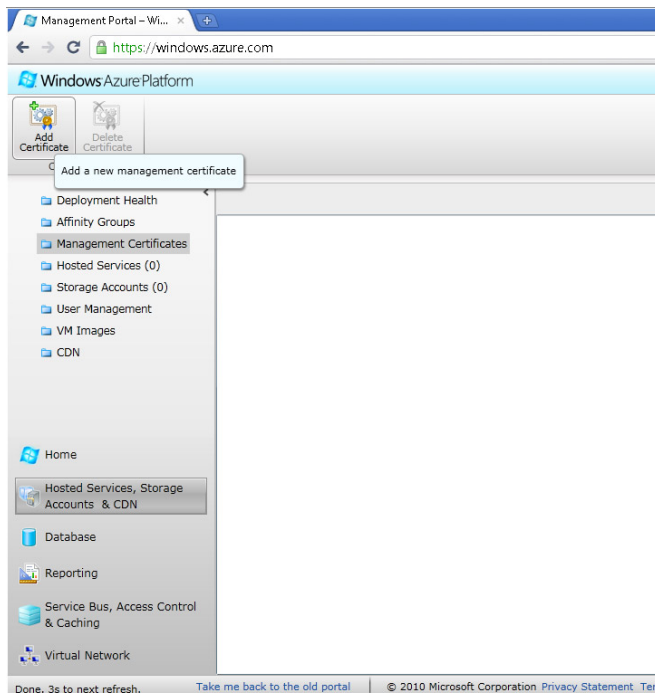 Management Portal – Wi...
https://windows.azure.com
Windows Azure Platform
Add
Certificate
Delete
Certificate
Add a new management certificate
Deployment Health
Affinity Groups
Management Certificates
Hosted Services (0)
Storage Accounts (0)
User Management
VM Images
CDN
Home
Hosted Services, Storage
Accounts & CDN
Database
Reporting
Service Bus, Access Control
& Caching
Virtual Network
Done. 3s to next refresh. Take me back to the old portal © 2010 Microsoft Corporation Privacy Statement Ter